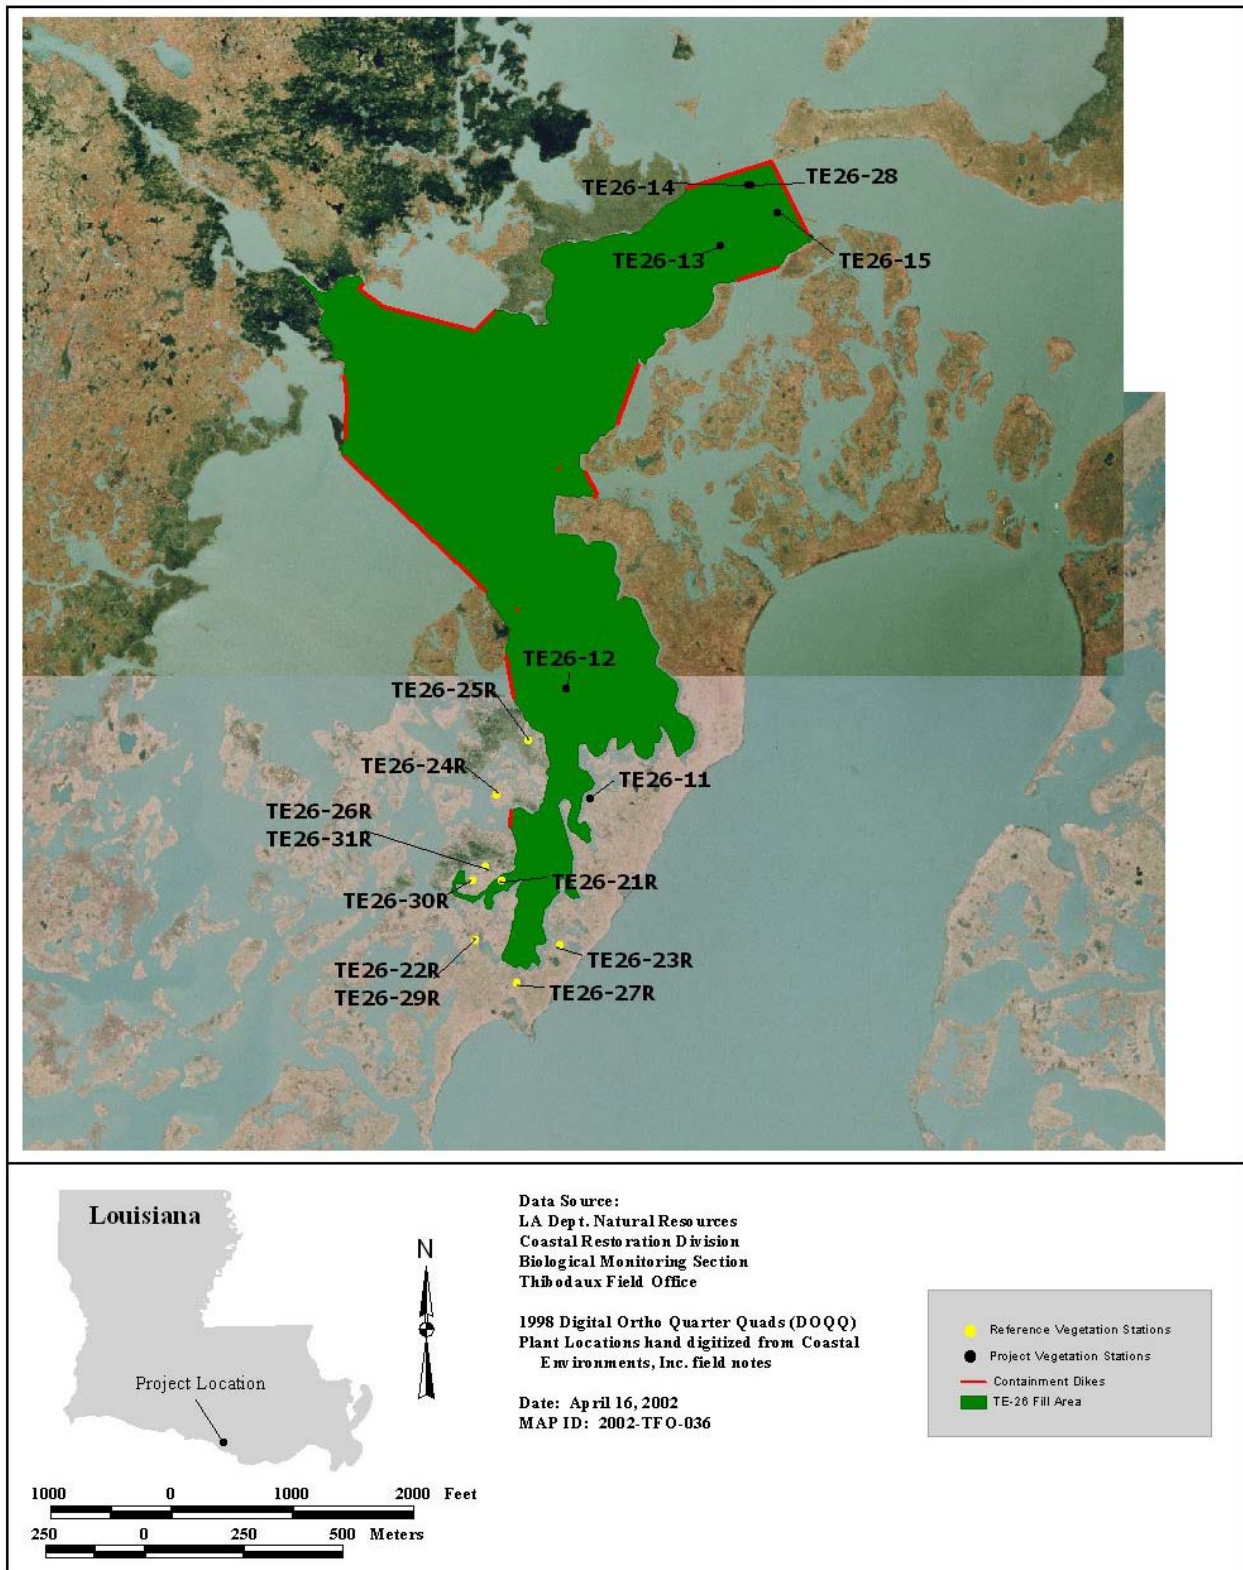 TE26-14
TE26-28
TE26-13
TE26-15
TE26-12
TE26-25R
TE26-24R
TE26-11
TE26-26R
TE26-31R
TE26-21R
TE26-30R
TE26-22R
TE26-23R
TE26-29R
TE26-27R
Louisiana
Project Location
N
1000 0 1000 2000 Feet
250 0 250 500 Meters
Data Source:
LA Dept. Natural Resources
Coastal Restoration Division
Biological Monitoring Section
Thibodaux Field Office
1998 Digital Ortho Quarter Quads (DOQQ)
Plant Locations hand digitized from Coastal
Environments, Inc. field notes
Date: April 16, 2002
MAP ID: 2002-TFO-036
Reference Vegetation Stations
Project Vegetation Stations
Containment Dikes
TE-26 Fill Area